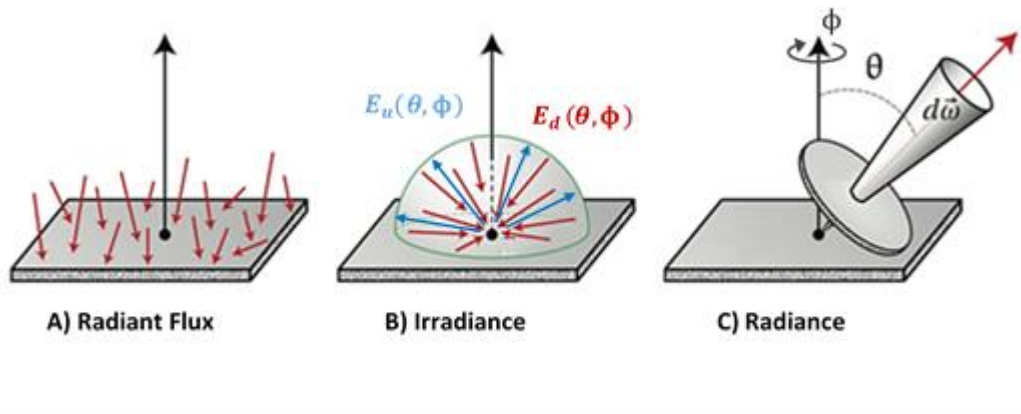 ϕ
θ
E_u(θ,ϕ)
E_d(θ,ϕ)
dω⃗
A) Radiant Flux
B) Irradiance
C) Radiance